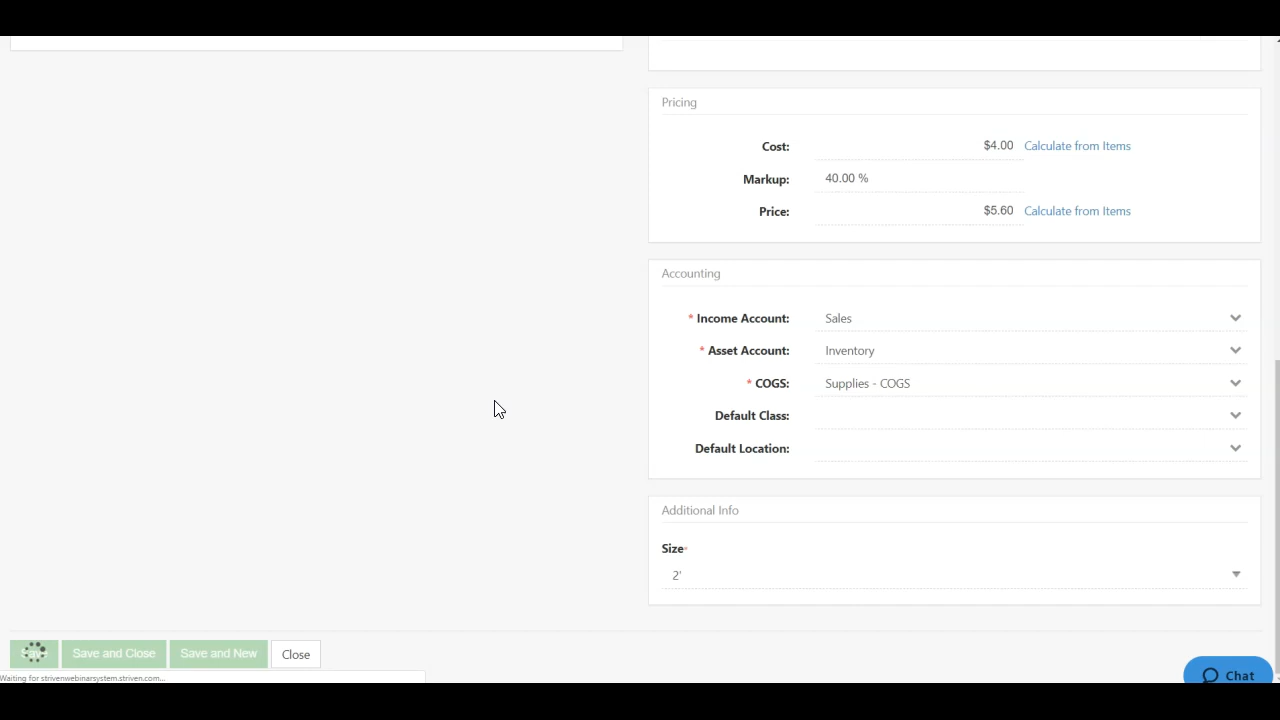 Pricing
Cost: $4.00 Calculate from Items
Markup: 40.00 %
Price: $5.60 Calculate from Items
Accounting
* Income Account: Sales
* Asset Account: Inventory
* COGS: Supplies - COGS
Default Class:
Default Location:
Additional Info
Size*
2'
Save Save and Close Save and New Close
Waiting for strivenwebinarsystem.striven.com...
Chat